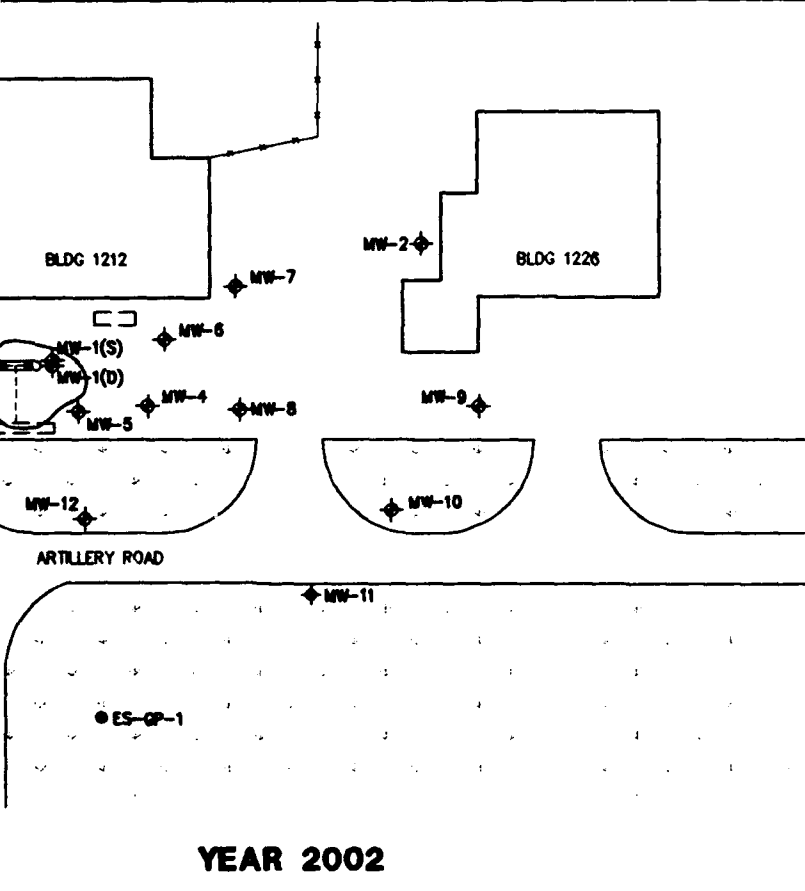 MW-2
BLDG 1212
BLDG 1226
MW-7
MW-6
MW-1(S)
MW-1(D)
MW-4
MW-9
MW-8
MW-5
MW-12
MW-10
ARTILLERY ROAD
MW-11
ES-GP-1
YEAR 2002